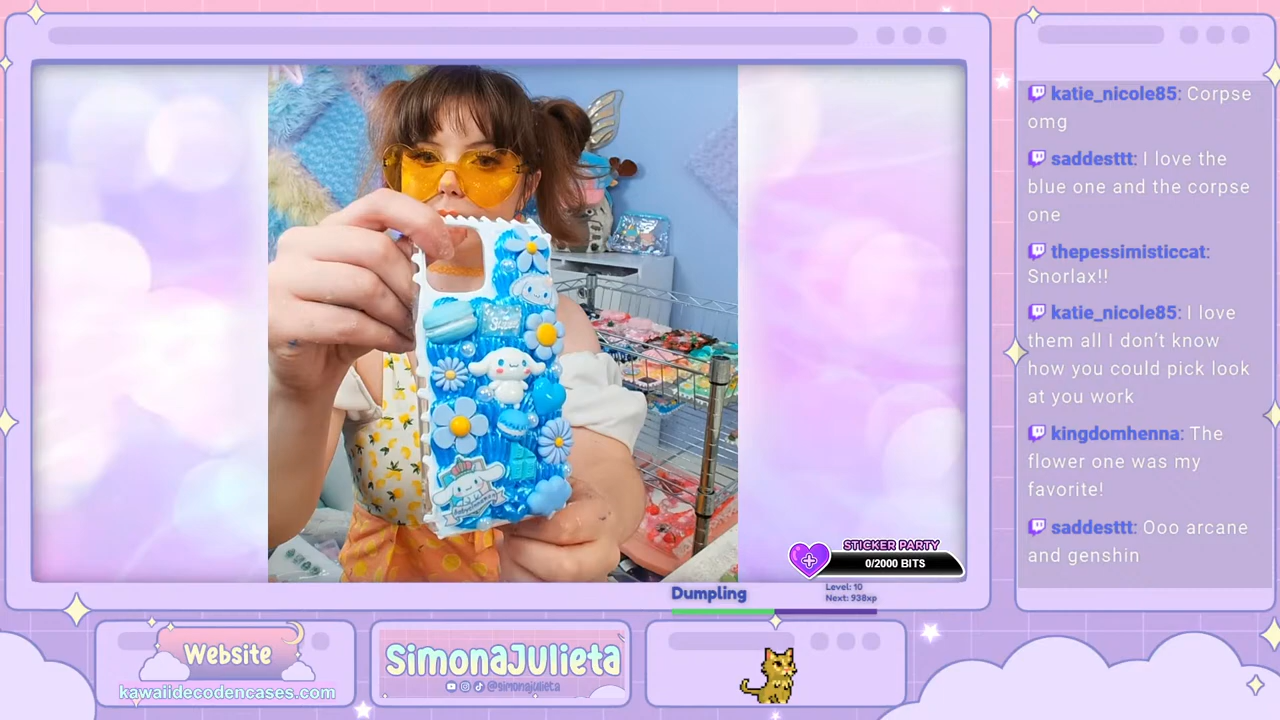 katie_nicole85: Corpse
omg
saddesttt: I love the
blue one and the corpse
one
thepessimisticcat:
Snorlax!!
katie_nicole85: I love
them all I don't know
how you could pick look
at you work
kingdomhenna: The
flower one was my
favorite!
saddesttt: Ooo arcane
and genshin
STICKER PARTY
0/2000 BITS
Dumpling
Level: 10
Next: 938xp
Website
kawaiidecodencases.com
SimonaJulieta
@simonajulieta